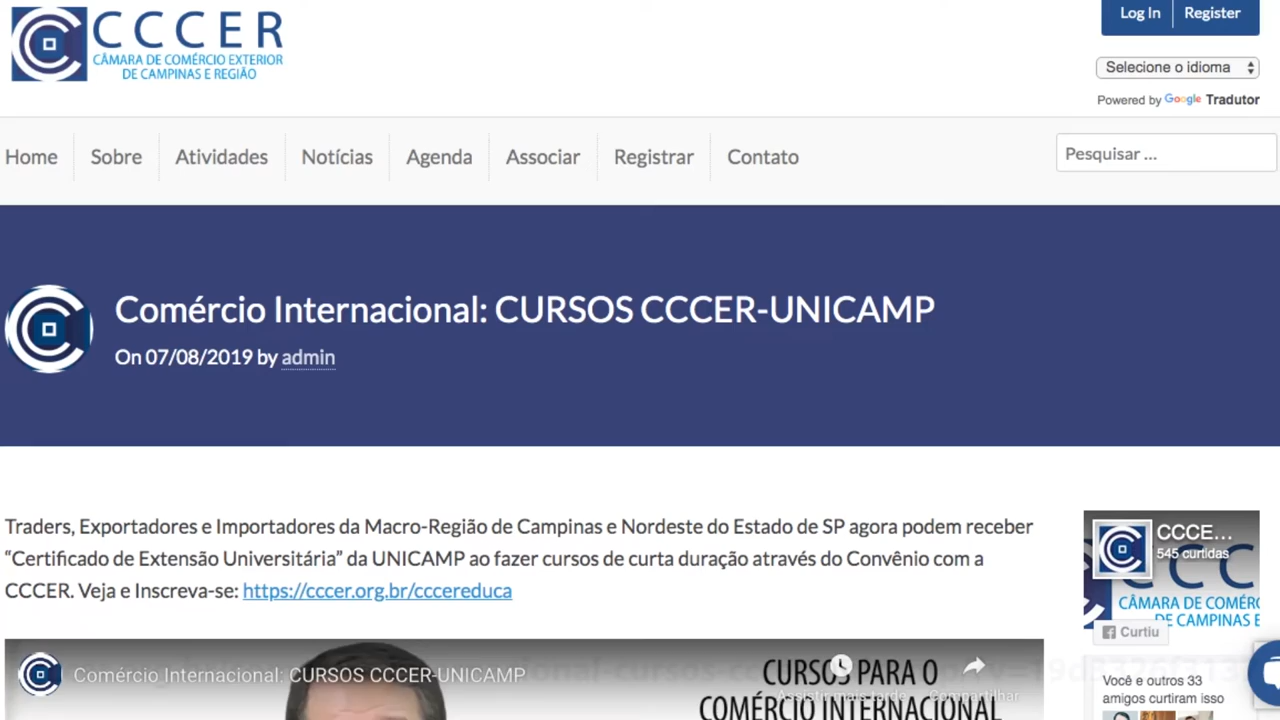 CCCER
CÂMARA DE COMÉRCIO EXTERIOR
DE CAMPINAS E REGIÃO
Log In
Register
Selecione o idioma
Powered by Google Tradutor
Home
Sobre
Atividades
Notícias
Agenda
Associar
Registrar
Contato
Pesquisar ...
Comércio Internacional: CURSOS CCCER-UNICAMP
On 07/08/2019 by admin
Traders, Exportadores e Importadores da Macro-Região de Campinas e Nordeste do Estado de SP agora podem receber
“Certificado de Extensão Universitária” da UNICAMP ao fazer cursos de curta duração através do Convênio com a
CCCER. Veja e Inscreva-se: https://cccer.org.br/cccereduca
CCCE...
545 curtidas
CÂMARA DE COMÉRC
DE CAMPINAS E
Curtiu
Você e outros 33
amigos curtiram isso
Comércio Internacional: CURSOS CCCER-UNICAMP
CURSOS PARA O
COMÉRCIO INTERNACIONAL
Assistir mais tarde
Compartilhar